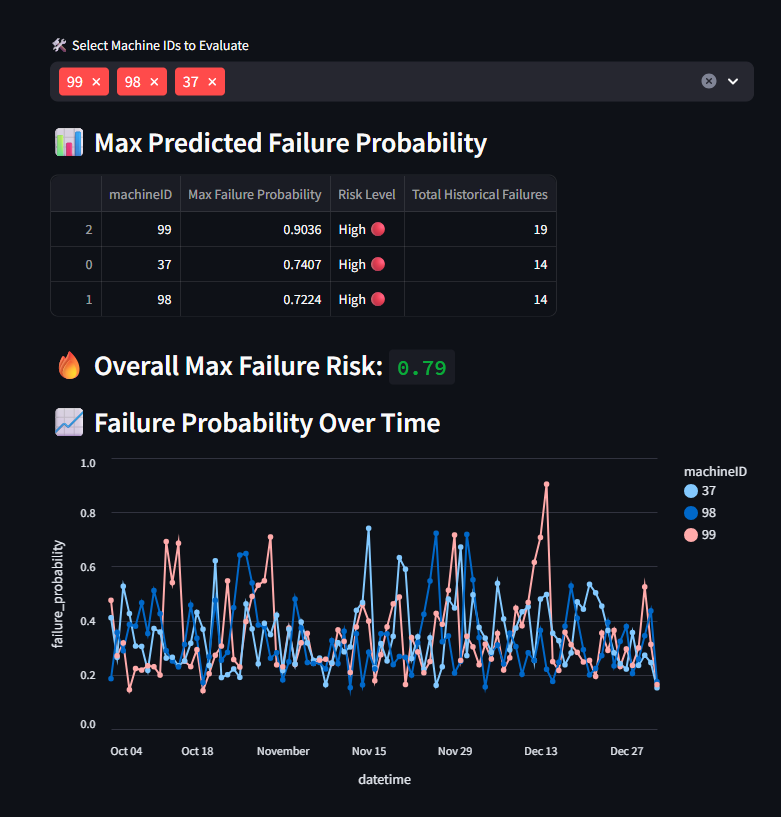 🛠 Select Machine IDs to Evaluate
99 × 98 × 37 ×
📊 Max Predicted Failure Probability
machineID Max Failure Probability Risk Level Total Historical Failures
2 99 0.9036 High 🔴 19
0 37 0.7407 High 🔴 14
1 98 0.7224 High 🔴 14
🔥 Overall Max Failure Risk: 0.79
📈 Failure Probability Over Time
machineID
37
98
99
failure_probability
1.0
0.8
0.6
0.4
0.2
0.0
Oct 04 Oct 18 November Nov 15 Nov 29 Dec 13 Dec 27
datetime